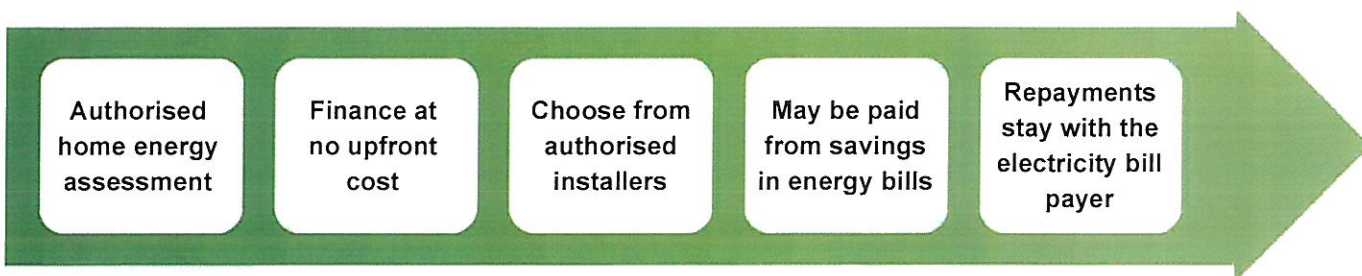 Authorised
home energy
assessment
Finance at
no upfront
cost
Choose from
authorised
installers
May be paid
from savings
in energy bills
Repayments
stay with the
electricity bill
payer